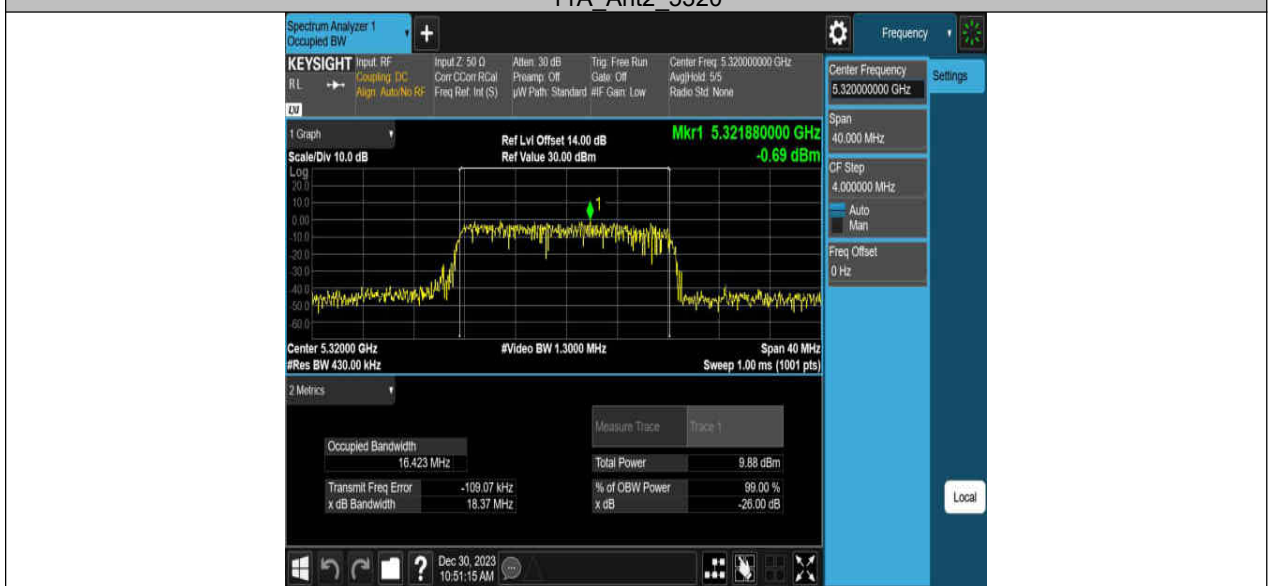 11A_Ant2_5320
Spectrum Analyzer 1
Occupied BW
+
Frequency
KEYSIGHT Input: RF Input Z: 50 Ω Atten: 30 dB Trig: Free Run Center Freq: 5.320000000 GHz
RL Coupling: DC Corr CCorr RCal Preamp: Off Gate: Off Avg|Hold: 5/5
Align: Auto/No RF Freq Ref: Int (S) µW Path: Standard #IF Gain: Low Radio Std: None
LXI
Center Frequency
5.320000000 GHz
Settings
Span
40.000 MHz
CF Step
4.000000 MHz
Auto
Man
Freq Offset
0 Hz
1 Graph
Ref Lvl Offset 14.00 dB
Mkr1 5.321880000 GHz
Scale/Div 10.0 dB
Ref Value 30.00 dBm
-0.69 dBm
Log
20.0
10.0
0.00
-10.0
-20.0
-30.0
-40.0
-50.0
-60.0
1
Center 5.32000 GHz #Video BW 1.3000 MHz Span 40 MHz
#Res BW 430.00 kHz Sweep 1.00 ms (1001 pts)
2 Metrics
Measure Trace Trace 1
Occupied Bandwidth
16.423 MHz
Total Power 9.88 dBm
Transmit Freq Error -109.07 kHz % of OBW Power 99.00 %
x dB Bandwidth 18.37 MHz x dB -26.00 dB
Local
?
Dec 30, 2023
10:51:15 AM